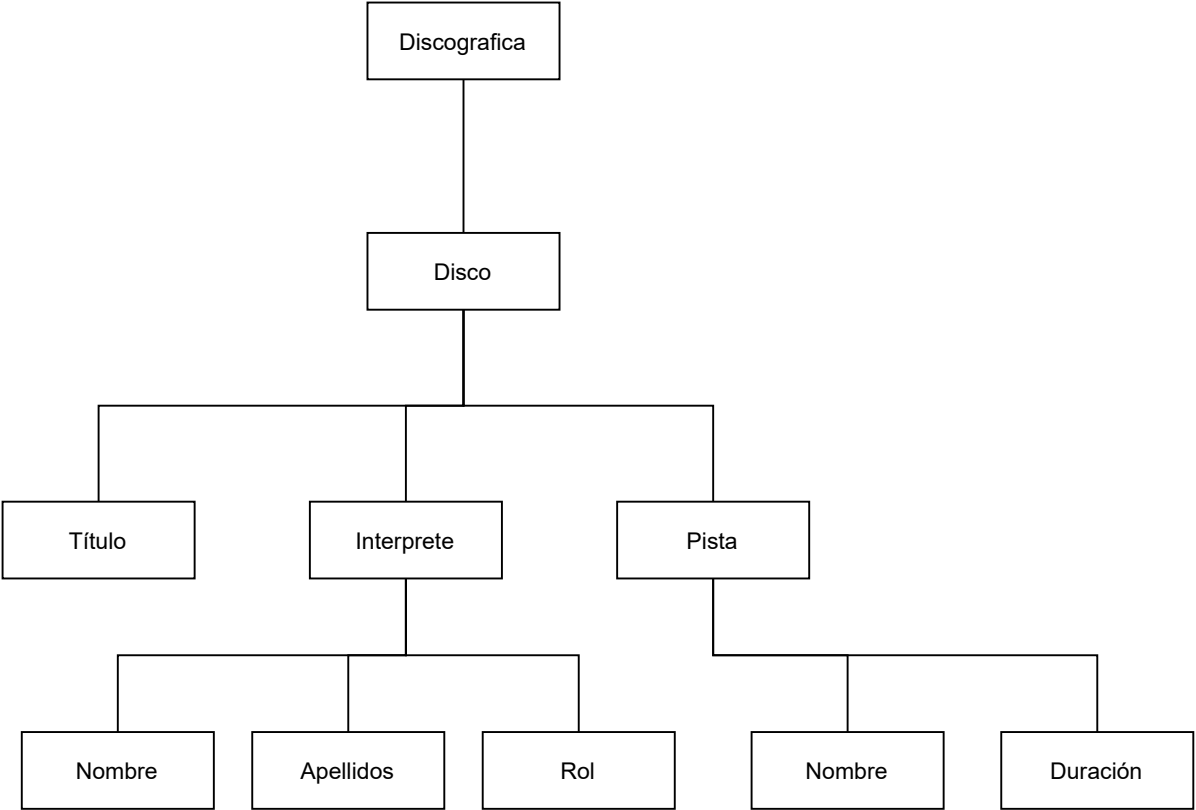 Discografica
Disco
Título
Interprete
Pista
Nombre
Apellidos
Rol
Nombre
Duración